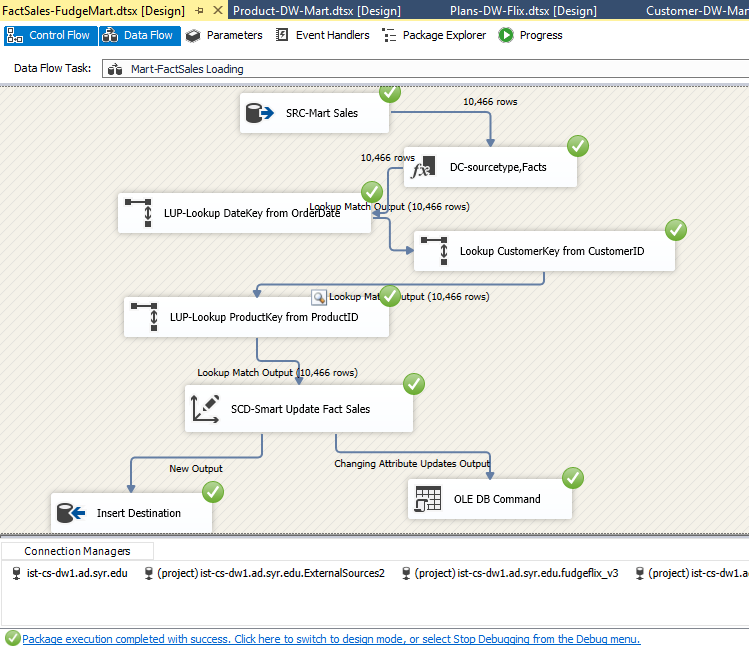 FactSales-FudgeMart.dtsx [Design]
Product-DW-Mart.dtsx [Design]
Plans-DW-Flix.dtsx [Design]
Customer-DW-Mar
Control Flow
Data Flow
Parameters
Event Handlers
Package Explorer
Progress
Data Flow Task:
Mart-FactSales Loading
SRC-Mart Sales
10,466 rows
10,466 rows
DC-sourcetype,Facts
LUP-Lookup DateKey from OrderDate
Lookup Match Output (10,466 rows)
Lookup CustomerKey from CustomerID
Lookup Match Output (10,466 rows)
LUP-Lookup ProductKey from ProductID
Lookup Match Output (10,466 rows)
SCD-Smart Update Fact Sales
New Output
Changing Attribute Updates Output
Insert Destination
OLE DB Command
Connection Managers
ist-cs-dw1.ad.syr.edu
(project) ist-cs-dw1.ad.syr.edu.ExternalSources2
(project) ist-cs-dw1.ad.syr.edu.fudgeflix_v3
(project) ist-cs-dw1.a
Package execution completed with success. Click here to switch to design mode, or select Stop Debugging from the Debug menu.